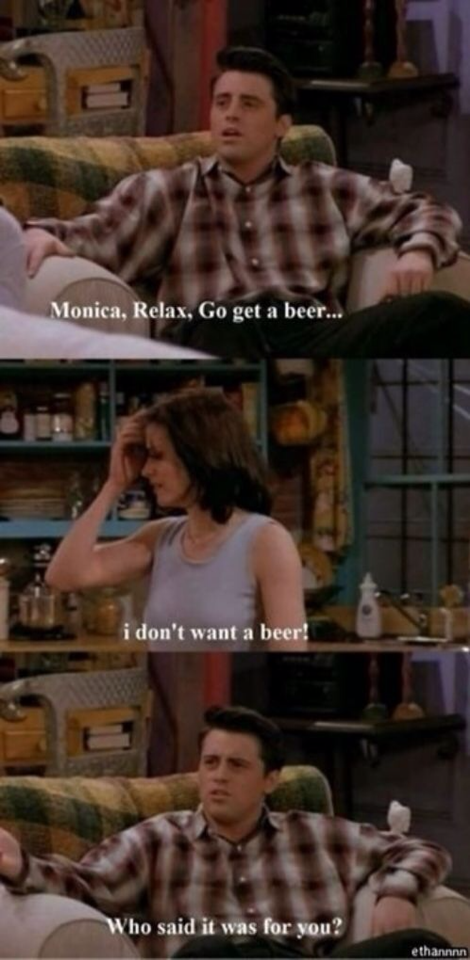 Monica, Relax, Go get a beer...
i don't want a beer!
Who said it was for you?
ethannnn